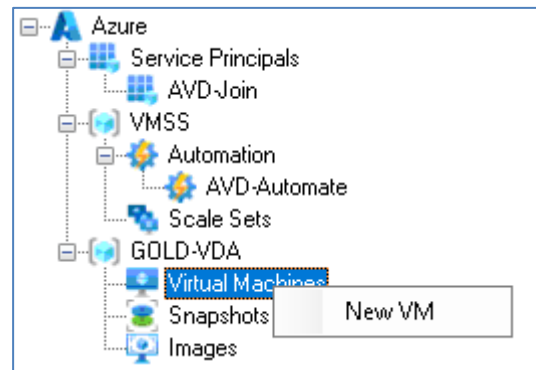 Azure
Service Principals
AVD-Join
VMSS
Automation
AVD-Automate
Scale Sets
GOLD-VDA
Virtual Machines
New VM
Snapshots
Images